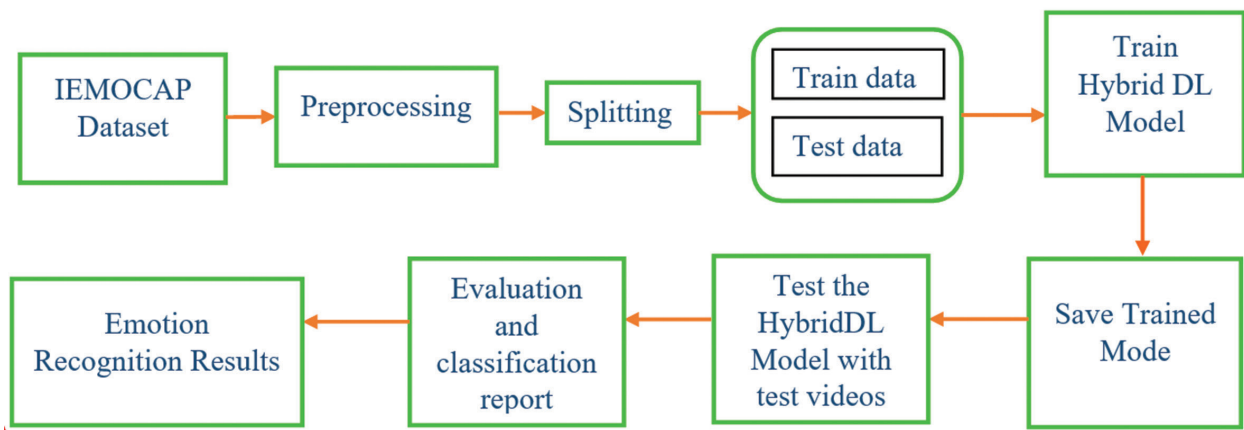 IEMOCAP
Dataset
Preprocessing
Splitting
Train data
Test data
Train
Hybrid DL
Model
Save Trained
Mode
Test the
HybridDL
Model with
test videos
Evaluation
and
classification
report
Emotion
Recognition Results